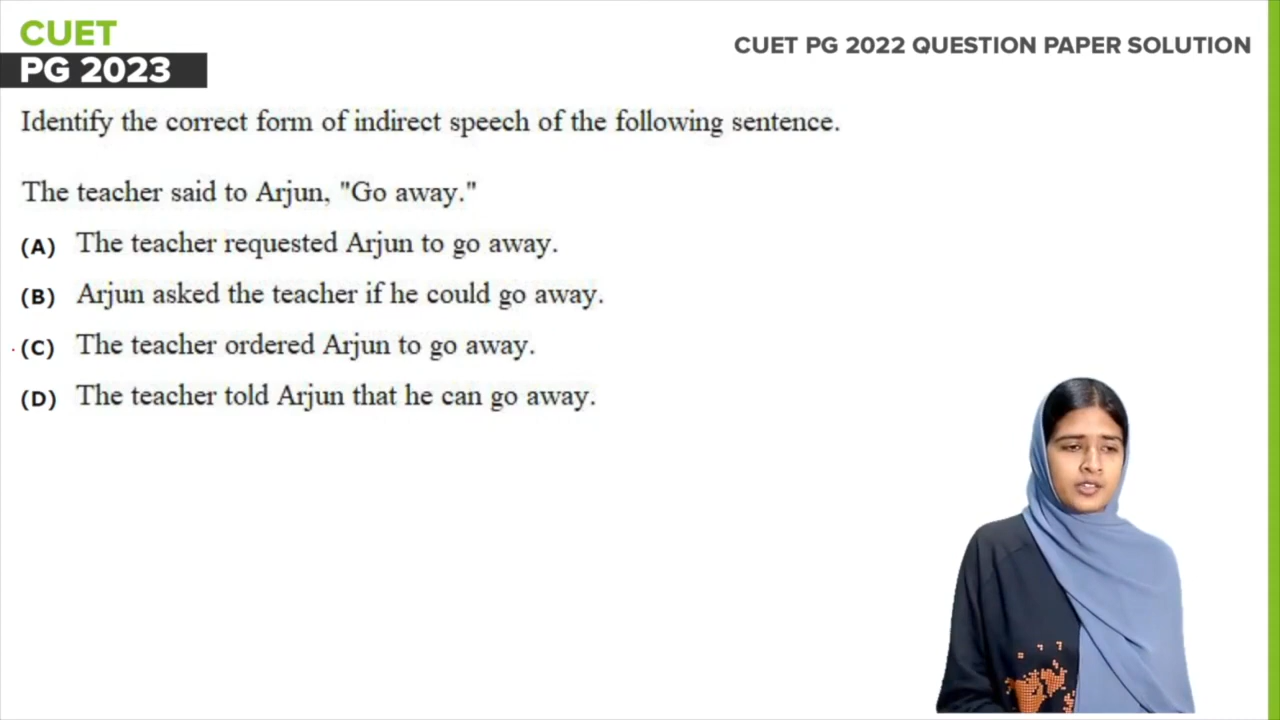 CUET
PG 2023
CUET PG 2022 QUESTION PAPER SOLUTION
Identify the correct form of indirect speech of the following sentence.
The teacher said to Arjun, "Go away."
(A) The teacher requested Arjun to go away.
(B) Arjun asked the teacher if he could go away.
(C) The teacher ordered Arjun to go away.
(D) The teacher told Arjun that he can go away.